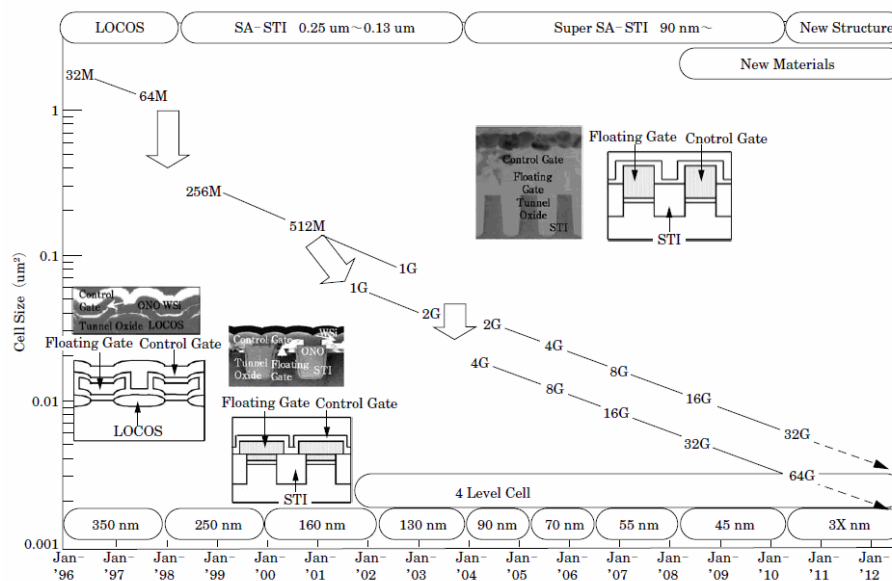 LOCOS
SA-STI 0.25 um~0.13 um
Super SA-STI 90 nm~
New Structure
New Materials
32M
64M
1
256M
512M
0.1
1G
1G
2G
2G
4G
4G
8G
8G
16G
16G
32G
32G
64G
0.01
0.001
Cell Size (um²)
Control Gate
Floating Gate
Tunnel Oxide
STI
Floating Gate
Cnotrol Gate
STI
Control Gate
ONO WSi
Tunnel Oxide LOCOS
Floating Gate
Control Gate
LOCOS
WSi
Control Gate
ONO
Tunnel Oxide
Floating Gate
STI
Floating Gate
Control Gate
STI
4 Level Cell
350 nm
250 nm
160 nm
130 nm
90 nm
70 nm
55 nm
45 nm
3X nm
Jan- Jan- Jan- Jan- Jan- Jan- Jan- Jan- Jan- Jan- Jan- Jan- Jan- Jan- Jan- Jan- Jan-
'96 '97 '98 '99 '00 '01 '02 '03 '04 '05 '06 '07 '08 '09 '10 '11 '12